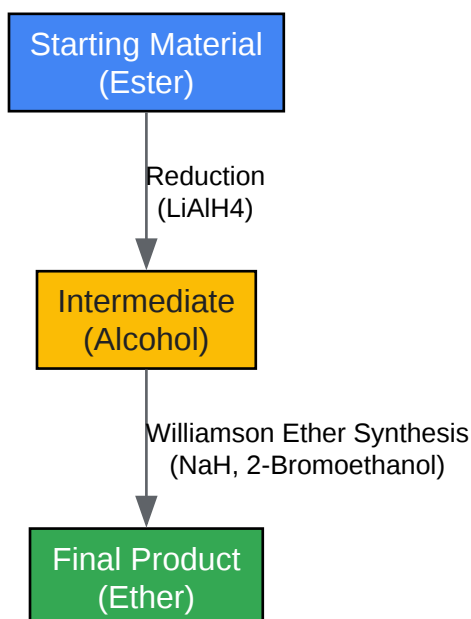 Starting Material
(Ester)
Reduction
(LiAlH4)
Intermediate
(Alcohol)
Williamson Ether Synthesis
(NaH, 2-Bromoethanol)
Final Product
(Ether)